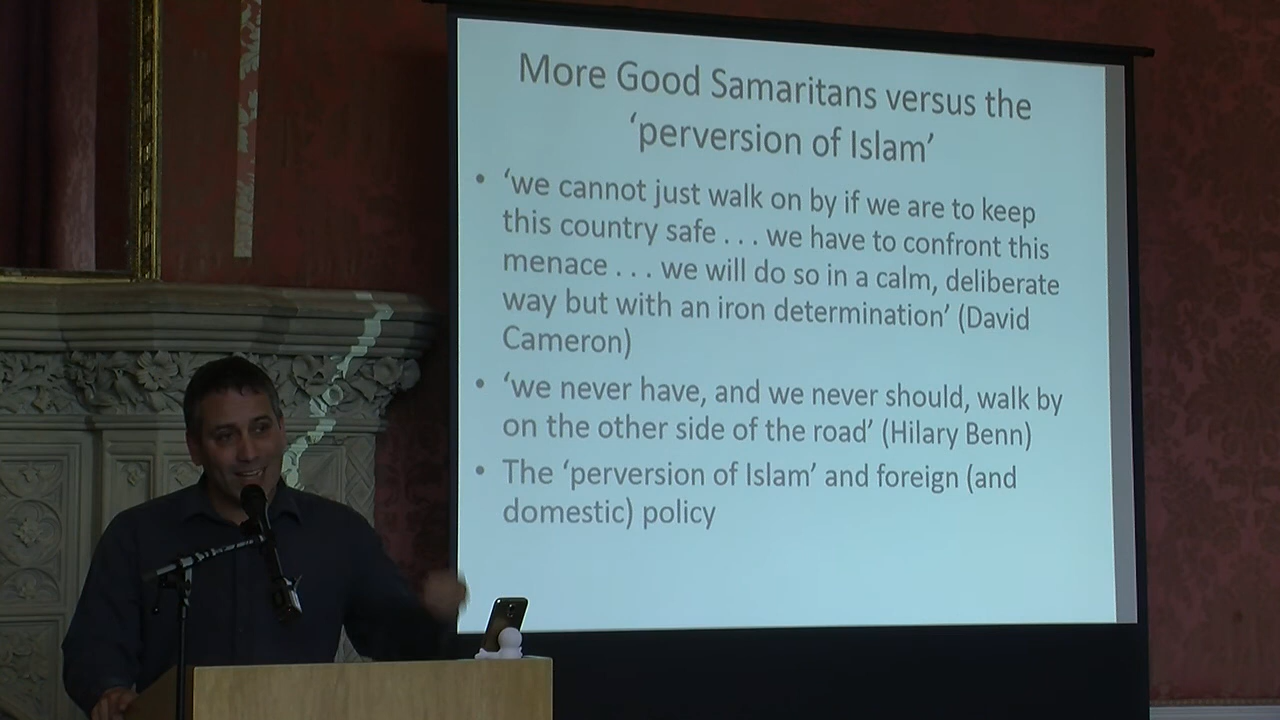 More Good Samaritans versus the
‘perversion of Islam’
• ‘we cannot just walk on by if we are to keep
this country safe . . . we have to confront this
menace . . . we will do so in a calm, deliberate
way but with an iron determination’ (David
Cameron)
• ‘we never have, and we never should, walk by
on the other side of the road’ (Hilary Benn)
• The ‘perversion of Islam’ and foreign (and
domestic) policy